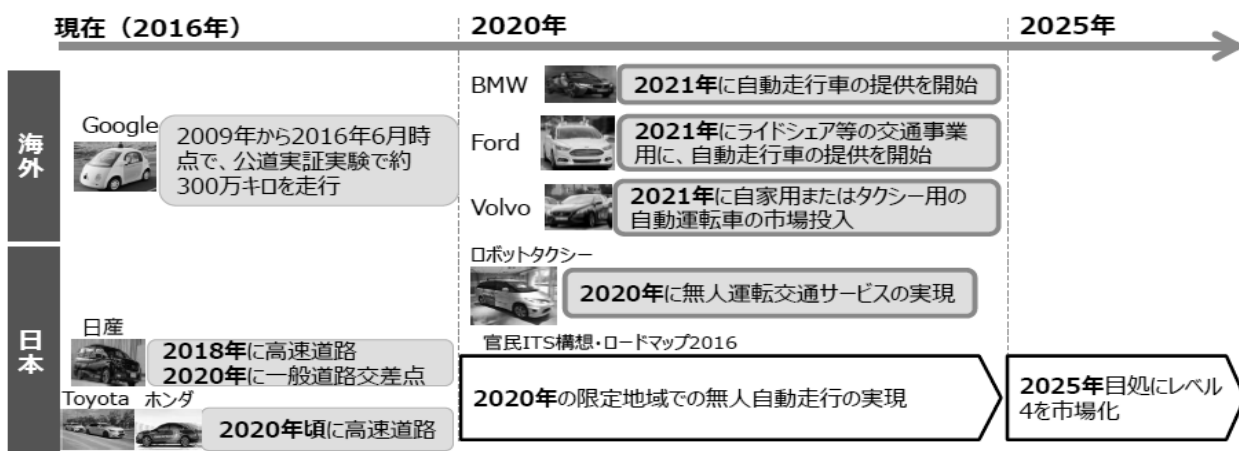 現在（2016年）
2020年
2025年
海外
Google
2009年から2016年6月時
点で、公道実証実験で約
300万キロを走行
BMW
2021年に自動走行車の提供を開始
Ford
2021年にライドシェア等の交通事業
用に、自動走行車の提供を開始
Volvo
2021年に自家用またはタクシー用の
自動運転車の市場投入
日本
ロボットタクシー
2020年に無人運転交通サービスの実現
日産
2018年に高速道路
2020年に一般道路交差点
Toyota ホンダ
2020年頃に高速道路
官民ITS構想・ロードマップ2016
2020年の限定地域での無人自動走行の実現
2025年目処にレベル
4を市場化